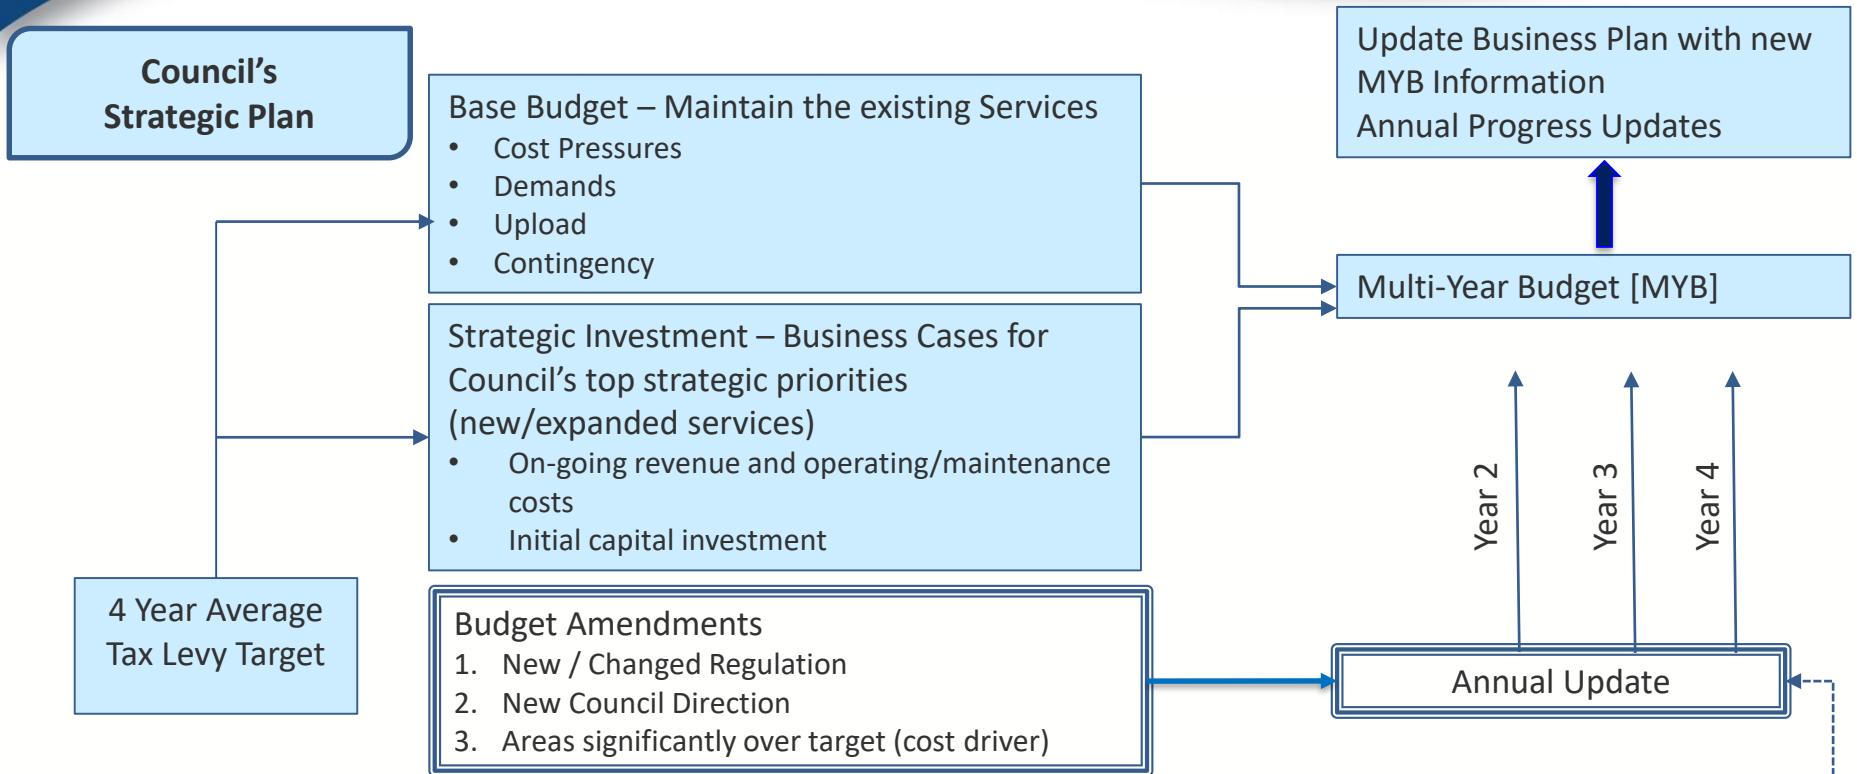 Council’s
Strategic Plan
Base Budget – Maintain the existing Services
• Cost Pressures
• Demands
• Upload
• Contingency
Strategic Investment – Business Cases for
Council’s top strategic priorities
(new/expanded services)
• On-going revenue and operating/maintenance
costs
• Initial capital investment
4 Year Average
Tax Levy Target
Budget Amendments
1. New / Changed Regulation
2. New Council Direction
3. Areas significantly over target (cost driver)
Update Business Plan with new
MYB Information
Annual Progress Updates
Multi-Year Budget [MYB]
Year 2
Year 3
Year 4
Annual Update